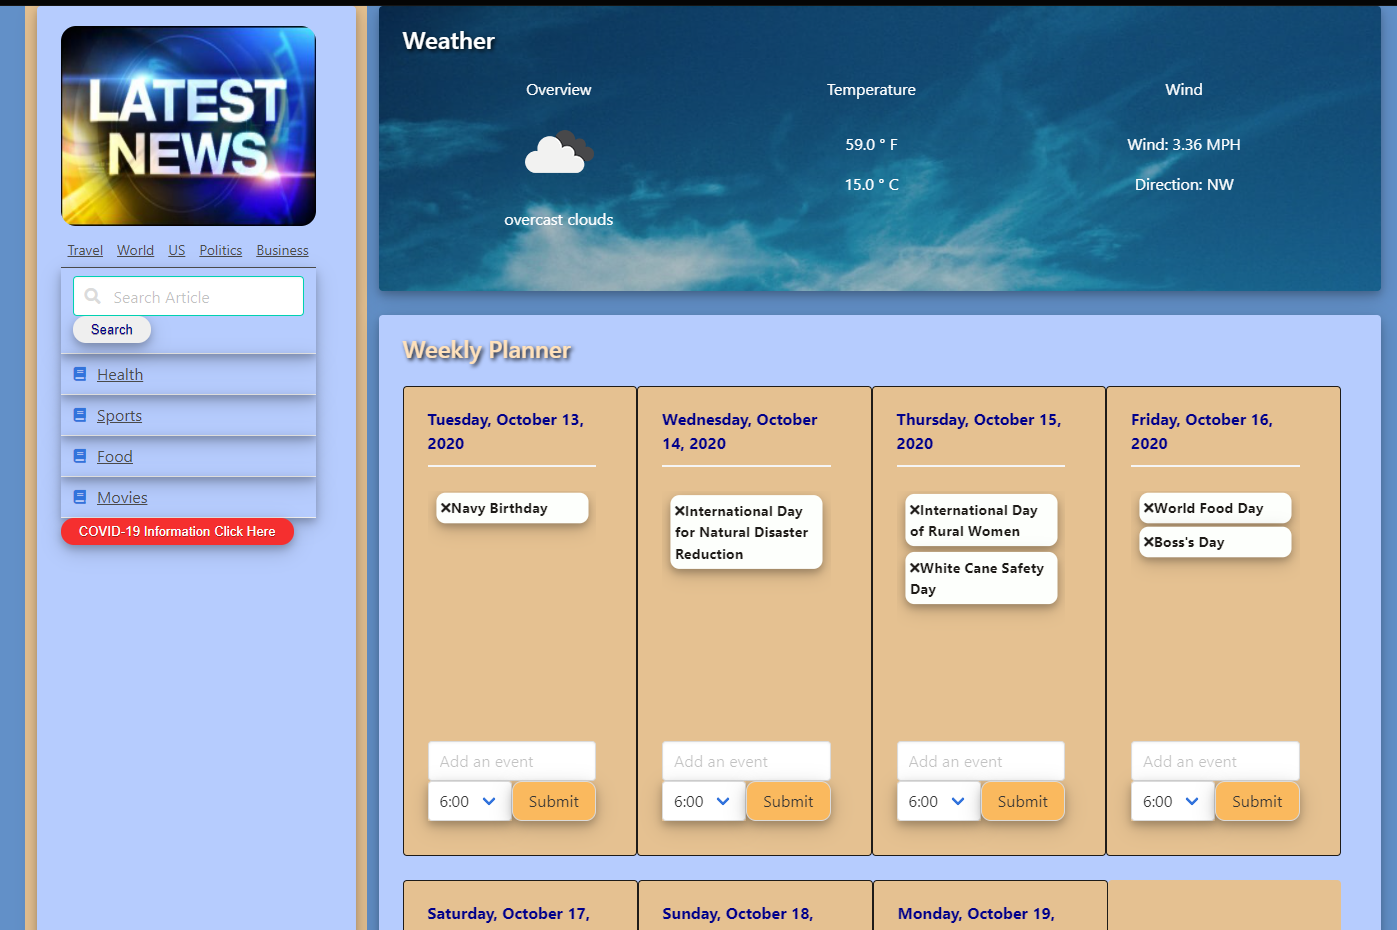 LATEST
NEWS
Travel World US Politics Business
Search Article
Search
Health
Sports
Food
Movies
COVID-19 Information Click Here
Weather
Overview
overcast clouds
Temperature
59.0 ° F
15.0 ° C
Wind
Wind: 3.36 MPH
Direction: NW
Weekly Planner
Tuesday, October 13,
2020
Navy Birthday
Add an event
6:00 Submit
Wednesday, October
14, 2020
International Day
for Natural Disaster
Reduction
Add an event
6:00 Submit
Thursday, October 15,
2020
International Day
of Rural Women
White Cane Safety
Day
Add an event
6:00 Submit
Friday, October 16,
2020
World Food Day
Boss's Day
Add an event
6:00 Submit
Saturday, October 17,
Sunday, October 18,
Monday, October 19,